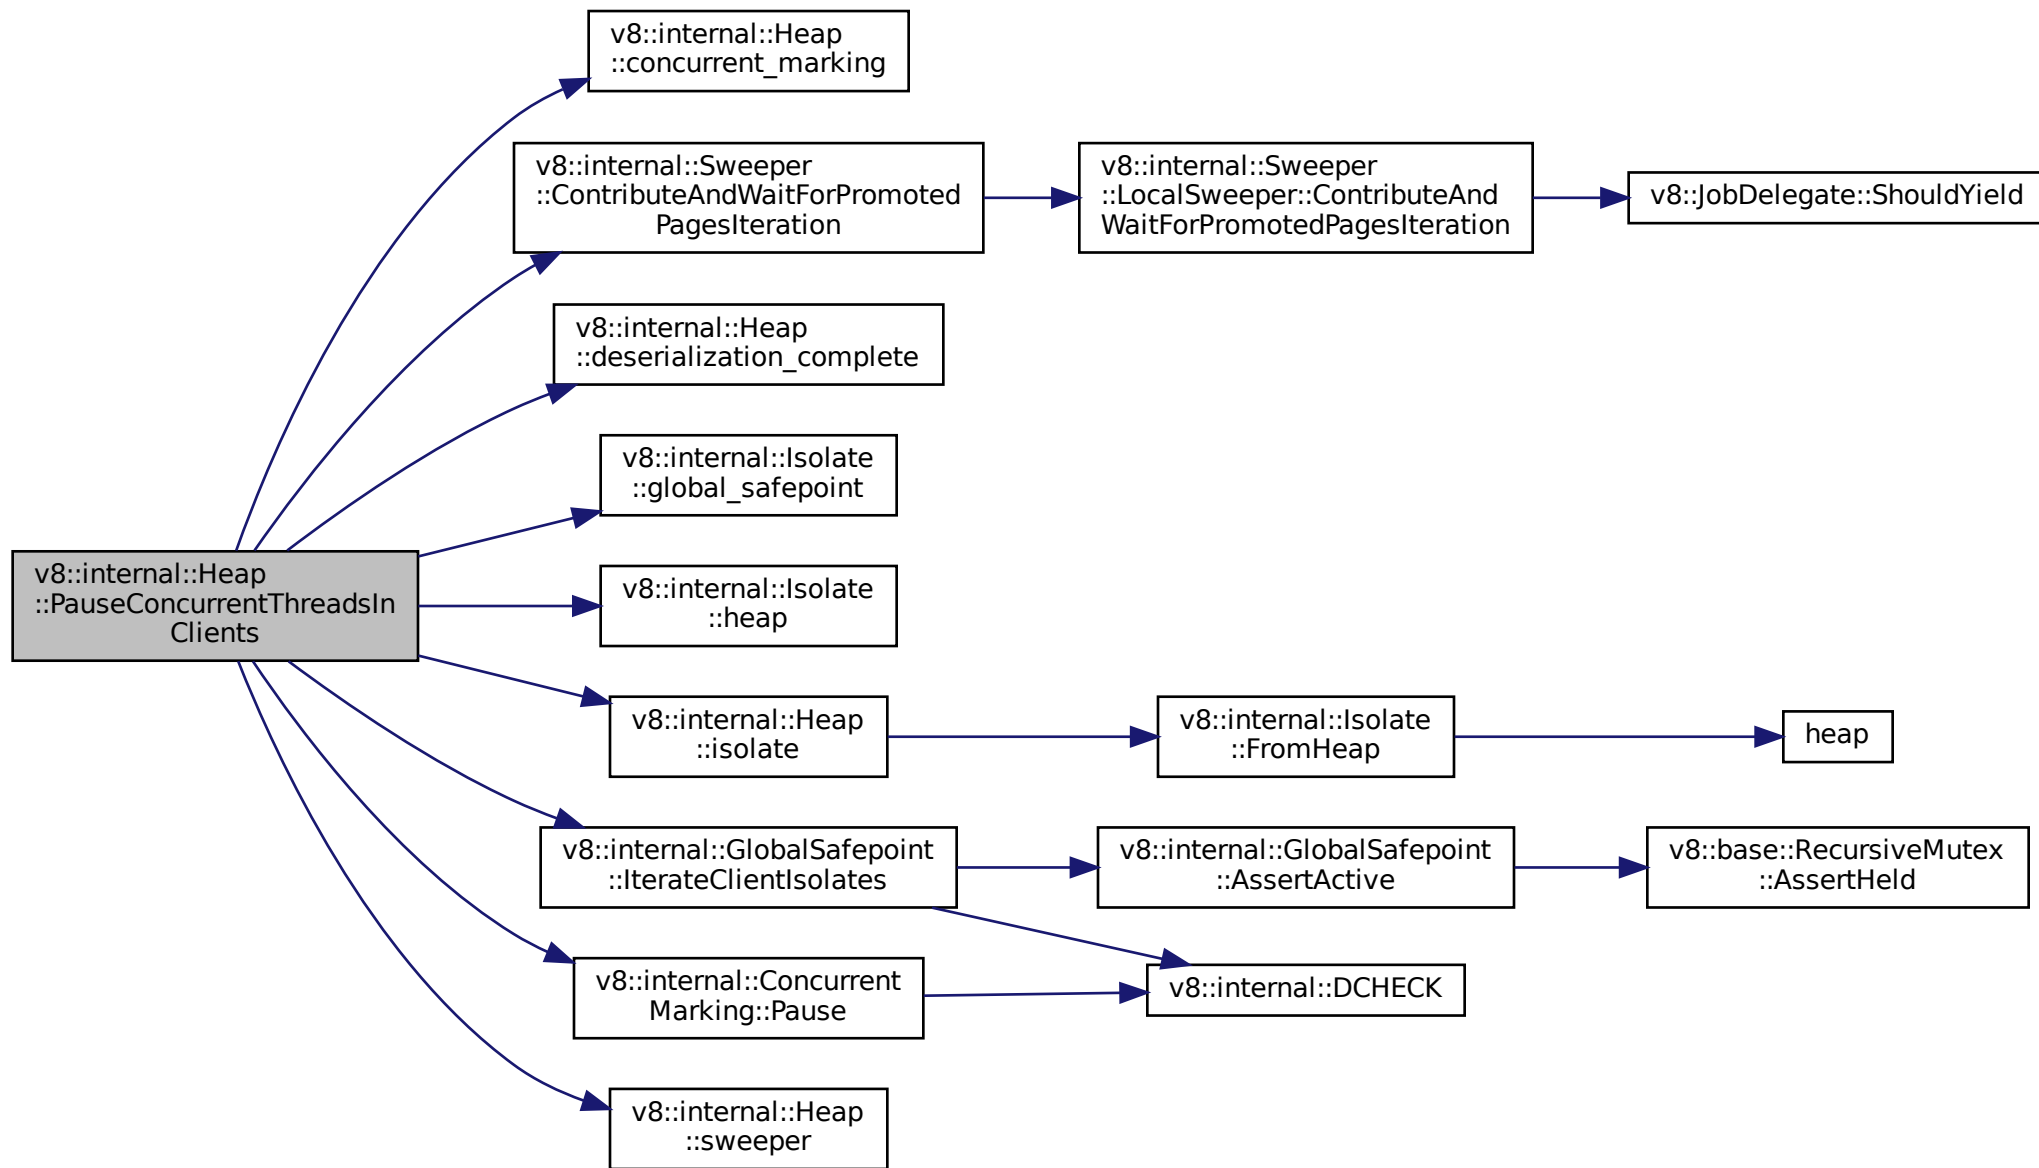 v8::internal::Heap
::concurrent_marking
v8::internal::Sweeper
::ContributeAndWaitForPromoted
PagesIteration
v8::internal::Sweeper
::LocalSweeper::ContributeAnd
WaitForPromotedPagesIteration
v8::JobDelegate::ShouldYield
v8::internal::Heap
::deserialization_complete
v8::internal::Isolate
::global_safepoint
v8::internal::Heap
::PauseConcurrentThreadsIn
Clients
v8::internal::Isolate
::heap
v8::internal::Heap
::isolate
v8::internal::Isolate
::FromHeap
heap
v8::internal::GlobalSafepoint
::IterateClientIsolates
v8::internal::GlobalSafepoint
::AssertActive
v8::base::RecursiveMutex
::AssertHeld
v8::internal::Concurrent
Marking::Pause
v8::internal::DCHECK
v8::internal::Heap
::sweeper